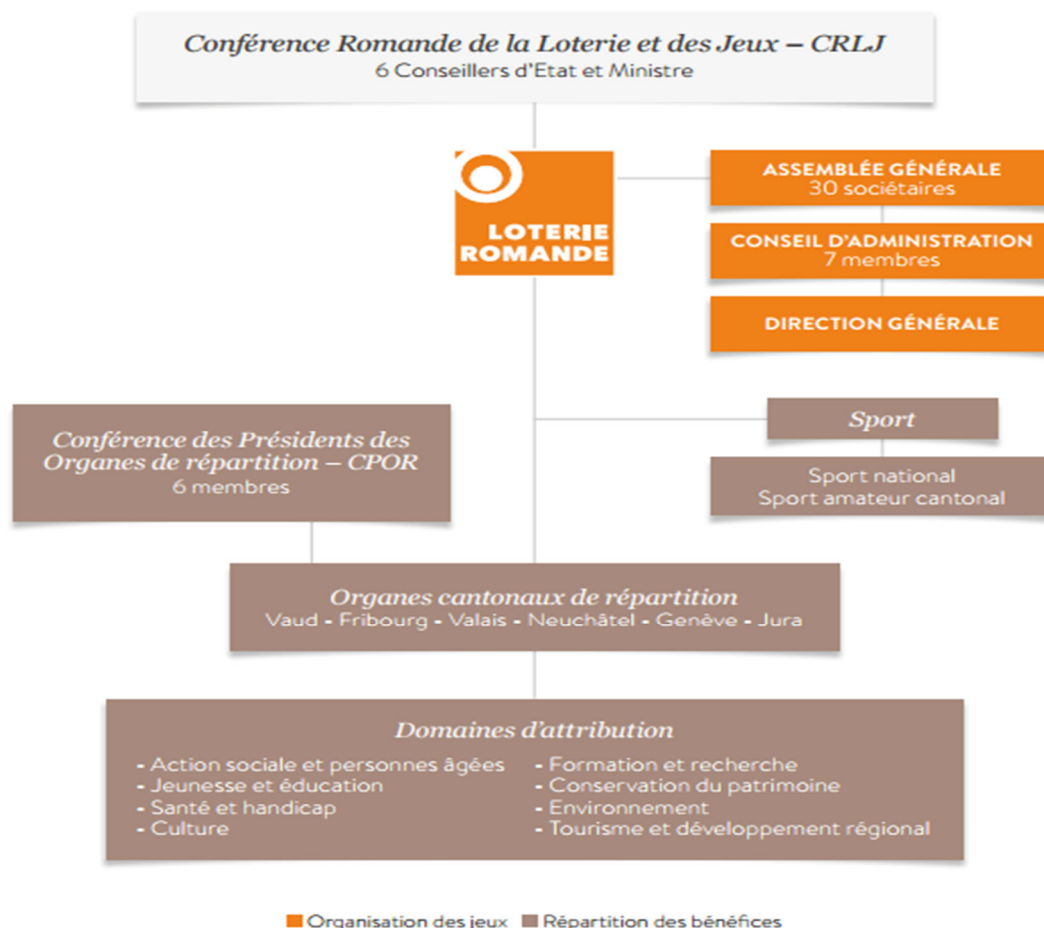 Conférence Romande de la Loterie et des Jeux – CRLJ
6 Conseillers d'Etat et Ministre
LOTERIE
ROMANDE
ASSEMBLÉE GÉNÉRALE
30 sociétaires
CONSEIL D'ADMINISTRATION
7 membres
DIRECTION GÉNÉRALE
Conférence des Présidents des
Organes de répartition – CPOR
6 membres
Sport
Sport national
Sport amateur cantonal
Organes cantonaux de répartition
Vaud - Fribourg - Valais - Neuchâtel - Genève - Jura
Domaines d'attribution
- Action sociale et personnes âgées
- Jeunesse et éducation
- Santé et handicap
- Culture
- Formation et recherche
- Conservation du patrimoine
- Environnement
- Tourisme et développement régional
Organisation des jeux
Répartition des bénéfices